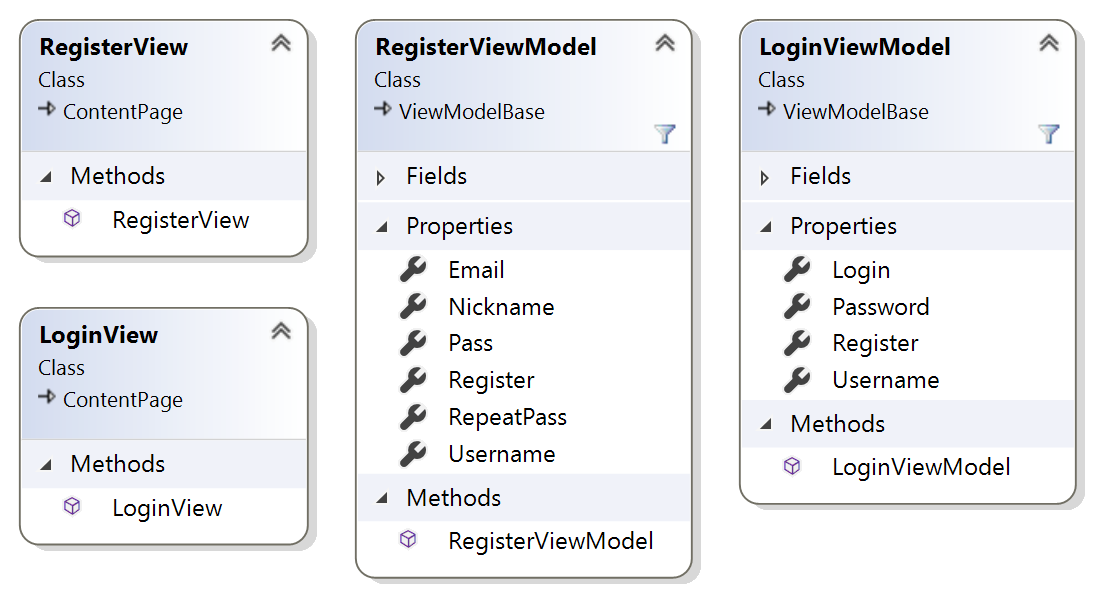 RegisterView
Class
ContentPage
Methods
RegisterView
LoginView
Class
ContentPage
Methods
LoginView
RegisterViewModel
Class
ViewModelBase
Fields
Properties
Email
Nickname
Pass
Register
RepeatPass
Username
Methods
RegisterViewModel
LoginViewModel
Class
ViewModelBase
Fields
Properties
Login
Password
Register
Username
Methods
LoginViewModel